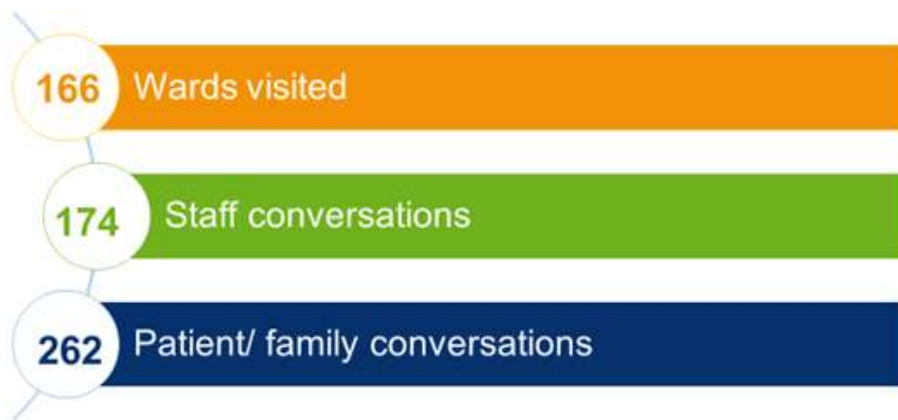 166 Wards visited
174 Staff conversations
262 Patient/ family conversations